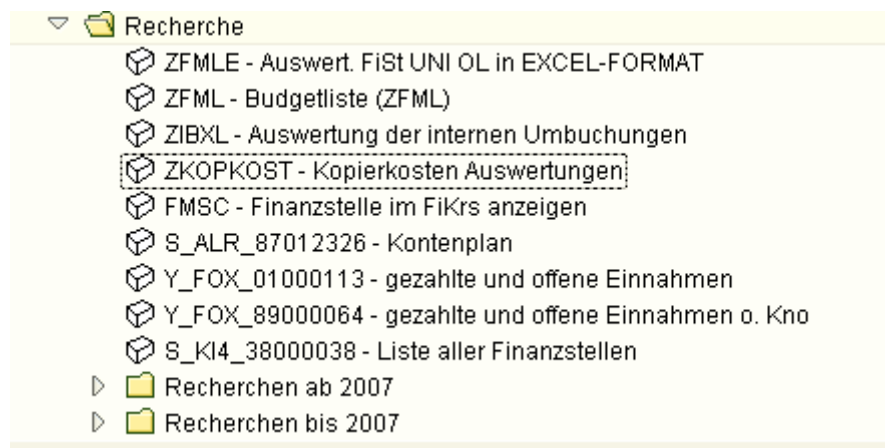 Recherche
ZFMLE - Auswert. FiSt UNI OL in EXCEL-FORMAT
ZFML - Budgetliste (ZFML)
ZIBXL - Auswertung der internen Umbuchungen
ZKOPKOST - Kopierkosten Auswertungen
FMSC - Finanzstelle im FiKrs anzeigen
S_ALR_87012326 - Kontenplan
Y_FOX_01000113 - gezahlte und offene Einnahmen
Y_FOX_89000064 - gezahlte und offene Einnahmen o. Kno
S_KI4_38000038 - Liste aller Finanzstellen
Recherchen ab 2007
Recherchen bis 2007